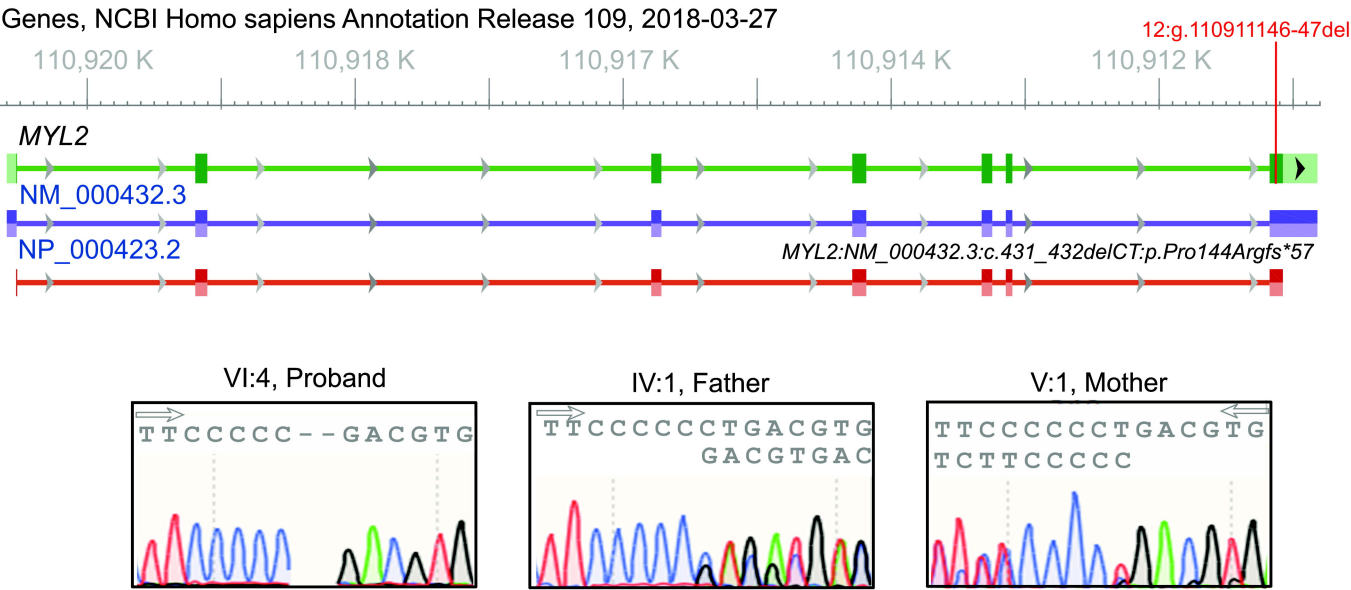 Genes, NCBI Homo sapiens Annotation Release 109, 2018-03-27
12:g.110911146-47del
110,920 K 110,918 K 110,917 K 110,914 K 110,912 K
MYL2
NM_000432.3
NP_000423.2
MYL2:NM_000432.3:c.431_432delCT:p.Pro144Argfs*57
VI:4, Proband
TTCCCCC--GACGTG
IV:1, Father
TTCCCCCCTGACGTG
GACGTGAC
V:1, Mother
TTCCCCCCTGACGTG
TCTTCCCCC